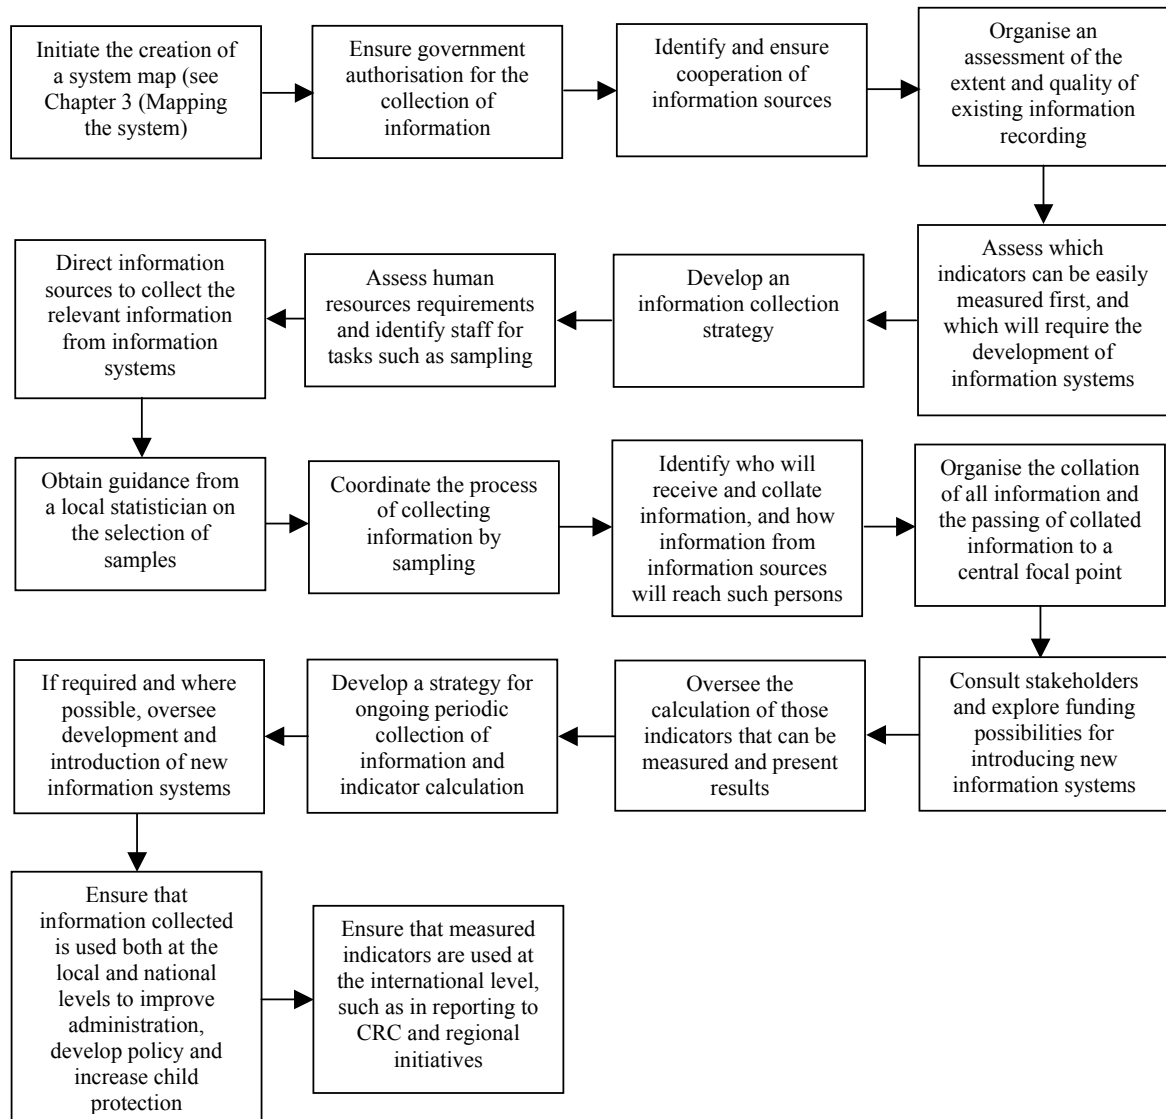 Initiate the creation of
a system map (see
Chapter 3 (Mapping
the system)
Ensure government
authorisation for the
collection of
information
Identify and ensure
cooperation of
information sources
Organise an
assessment of the
extent and quality of
existing information
recording
Assess which
indicators can be easily
measured first, and
which will require the
development of
information systems
Develop an
information collection
strategy
Assess human
resources requirements
and identify staff for
tasks such as sampling
Direct information
sources to collect the
relevant information
from information
systems
Obtain guidance from
a local statistician on
the selection of
samples
Coordinate the process
of collecting
information by
sampling
Identify who will
receive and collate
information, and how
information from
information sources
will reach such persons
Organise the collation
of all information and
the passing of collated
information to a
central focal point
Consult stakeholders
and explore funding
possibilities for
introducing new
information systems
Oversee the
calculation of those
indicators that can be
measured and present
results
Develop a strategy for
ongoing periodic
collection of
information and
indicator calculation
If required and where
possible, oversee
development and
introduction of new
information systems
Ensure that
information collected
is used both at the
local and national
levels to improve
administration,
develop policy and
increase child
protection
Ensure that measured
indicators are used at
the international level,
such as in reporting to
CRC and regional
initiatives